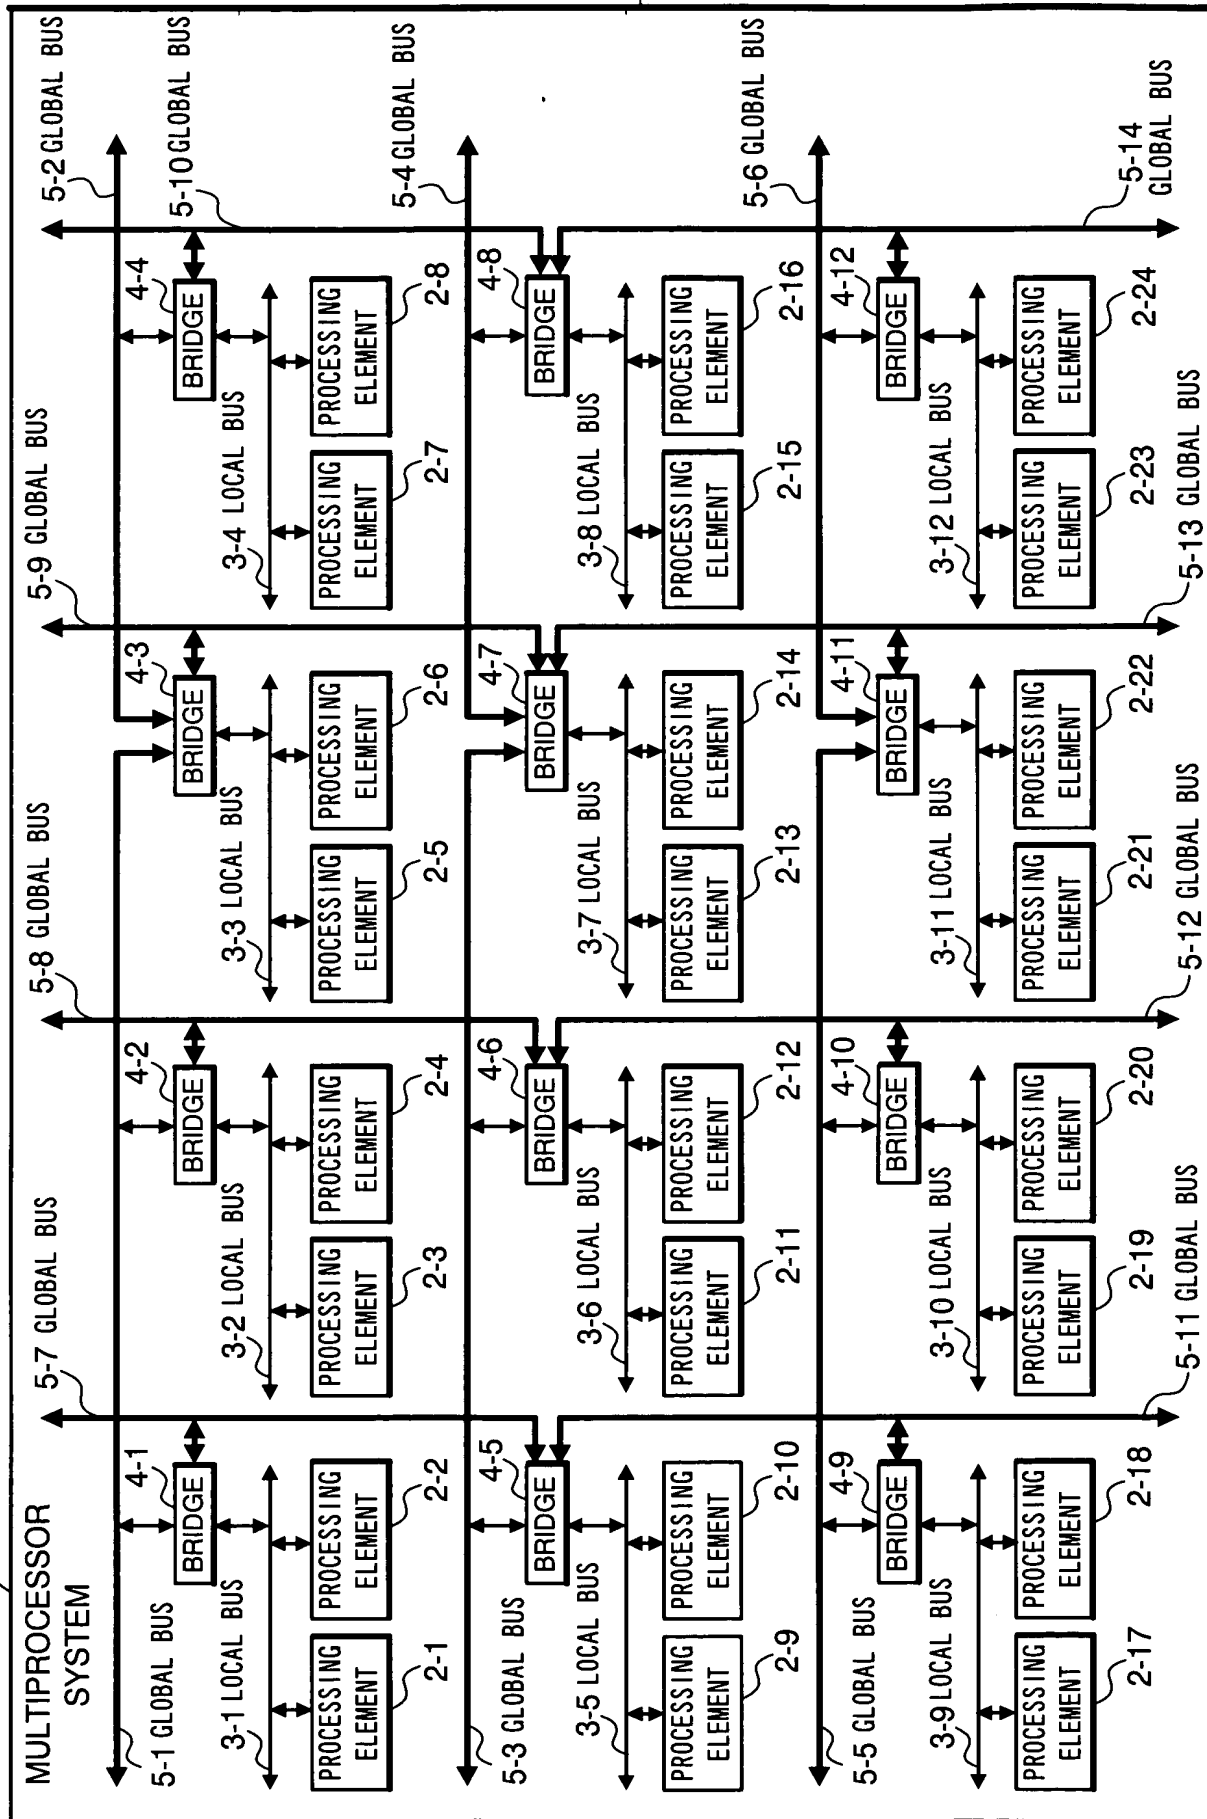 MULTIPROCESSOR
SYSTEM
5-7 GLOBAL BUS
5-8 GLOBAL BUS
5-9 GLOBAL BUS
5-2 GLOBAL BUS
5-10 GLOBAL BUS
5-1 GLOBAL BUS
4-1
BRIDGE
4-2
BRIDGE
4-3
BRIDGE
4-4
BRIDGE
3-1 LOCAL BUS
3-2 LOCAL BUS
3-3 LOCAL BUS
3-4 LOCAL BUS
PROCESSING
ELEMENT
PROCESSING
ELEMENT
PROCESSING
ELEMENT
PROCESSING
ELEMENT
PROCESSING
ELEMENT
PROCESSING
ELEMENT
PROCESSING
ELEMENT
PROCESSING
ELEMENT
2-1
2-2
2-3
2-4
2-5
2-6
2-7
2-8
5-4 GLOBAL BUS
5-3 GLOBAL BUS
4-5
BRIDGE
4-6
BRIDGE
4-7
BRIDGE
4-8
BRIDGE
3-5 LOCAL BUS
3-6 LOCAL BUS
3-7 LOCAL BUS
3-8 LOCAL BUS
PROCESSING
ELEMENT
PROCESSING
ELEMENT
PROCESSING
ELEMENT
PROCESSING
ELEMENT
PROCESSING
ELEMENT
PROCESSING
ELEMENT
PROCESSING
ELEMENT
PROCESSING
ELEMENT
2-9
2-10
2-11
2-12
2-13
2-14
2-15
2-16
5-6 GLOBAL BUS
5-5 GLOBAL BUS
4-9
BRIDGE
4-10
BRIDGE
4-11
BRIDGE
4-12
BRIDGE
3-9 LOCAL BUS
3-10 LOCAL BUS
3-11 LOCAL BUS
3-12 LOCAL BUS
PROCESSING
ELEMENT
PROCESSING
ELEMENT
PROCESSING
ELEMENT
PROCESSING
ELEMENT
PROCESSING
ELEMENT
PROCESSING
ELEMENT
PROCESSING
ELEMENT
PROCESSING
ELEMENT
2-17
2-18
2-19
2-20
2-21
2-22
2-23
2-24
5-11 GLOBAL BUS
5-12 GLOBAL BUS
5-13 GLOBAL BUS
5-14
GLOBAL BUS